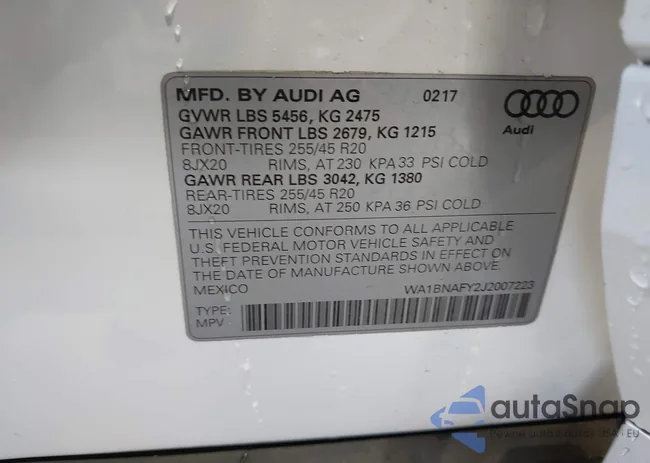 MFD. BY AUDI AG 0217
GVWR LBS 5456, KG 2475
GAWR FRONT LBS 2679, KG 1215
FRONT-TIRES 255/45 R20
8JX20 RIMS, AT 230 KPA 33 PSI COLD
GAWR REAR LBS 3042, KG 1380
REAR-TIRES 255/45 R20
8JX20 RIMS, AT 250 KPA 36 PSI COLD
Audi
THIS VEHICLE CONFORMS TO ALL APPLICABLE
U.S. FEDERAL MOTOR VEHICLE SAFETY AND
THEFT PREVENTION STANDARDS IN EFFECT ON
THE DATE OF MANUFACTURE SHOWN ABOVE.
MEXICO WA1BNAFY2J2007223
TYPE:
MPV
autoSnap